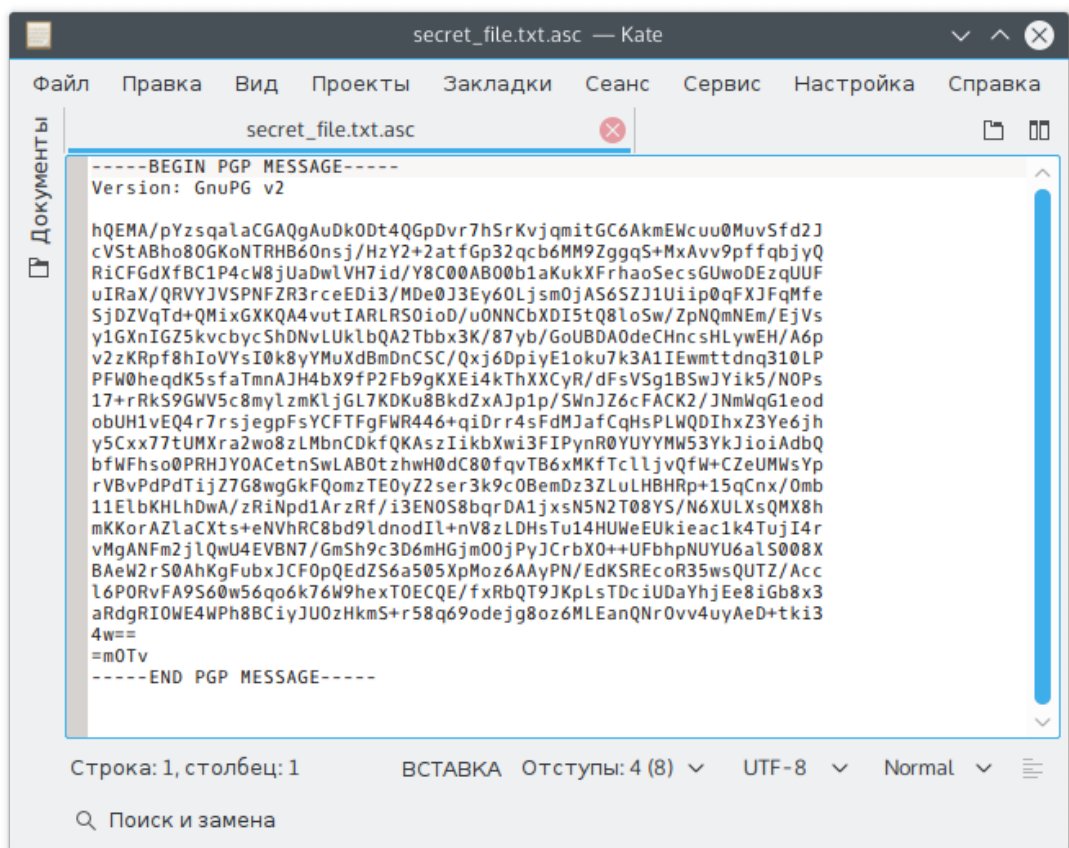 secret_file.txt.asc — Kate
Файл Правка Вид Проекты Закладки Сеанс Сервис Настройка Справка
Документы
secret_file.txt.asc
-----BEGIN PGP MESSAGE-----
Version: GnuPG v2
hQEMA/pYzsqalaCGAQgAuDkODt4QGpDvr7hSrKvjqmitGC6AkmEWcuu0MuvSfd2J
cVStABho8OGKoNTRHB6Onsj/HzY2+2atfGp32qcb6MM9ZggqS+MxAvv9pffqbjyQ
RiCFGdXfBC1P4cW8jUaDwlVH7id/Y8C00ABO0b1aKukXFrhaoSecsGUwoDEzqUUF
uIRaX/QRVYJVSPNFZR3rceEDi3/MDe0J3Ey6OLjsmOjAS6SZJ1Uiip0qFXJFqMfe
SjDZVqTd+QMixGXKQA4vutIARLRSOioD/uONNCbXDI5tQ8loSw/ZpNQmNEm/EjVs
y1GXnIGZ5kvcbycShDNvLUklbQA2Tbbx3K/87yb/GoUBDAOdeCHncsHLywEH/A6p
v2zKRpf8hIoVYsI0k8yYMuXdBmDnCSC/Qxj6DpiyE1oku7k3A1IEwmttdnq310LP
PFW0heqdK5sfaTmnAJH4bX9fP2Fb9gKXEi4kThXXCyR/dFsVSg1BSwJYik5/NOPs
17+rRkS9GWV5c8mylzmKljGL7KDKu8BkdZxAJp1p/SWnJZ6cFACK2/JNmWqG1eod
obUH1vEQ4r7rsjegpFsYCFTFgFWR446+qiDrr4sFdMJafCqHsPLWQDIhxZ3Ye6jh
y5Cxx77tUMXra2wo8zLMbnCDkfQKAszIikbXwi3FIPynR0YUYYMW53YkJioiAdbQ
bfWFhso0PRHJYOACetnSwLABOtzhwH0dC80fqvTB6xMKfTclljvQfW+CZeUMWsYp
rVBvPdPdTijZ7G8wgGkFQomzTEOyZ2ser3k9cOBemDz3ZLuLHBHRp+15qCnx/Omb
11ElbKHLhDwA/zRiNpd1ArzRf/i3ENOS8bqrDA1jxsN5N2T08YS/N6XULXsQMX8h
mKKorAZlaCXts+eNVhRC8bd9ldnodIl+nV8zLDHsTu14HUWeEUkieac1k4TujI4r
vMgANFm2jlQwU4EVBN7/GmSh9c3D6mHGjmOOjPyJCrbXO++UFbhpNUYU6alS008X
BAeW2rS0AhKgFubxJCFOpQEdZS6a505XpMoz6AAyPN/EdKSREcoR35wsQUTZ/Acc
l6PORvFA9S60w56qo6k76W9hexTOECQE/fxRbQT9JKpLsTDciUDaYhjEe8iGb8x3
aRdgRIOWE4WPh8BCiyJUOzHkmS+r58q69odejg8oz6MLEanQNrOvv4uyAeD+tki3
4w==
=mOTv
-----END PGP MESSAGE-----
Строка: 1, столбец: 1 ВСТАВКА Отступы: 4 (8) UTF-8 Normal
Поиск и замена